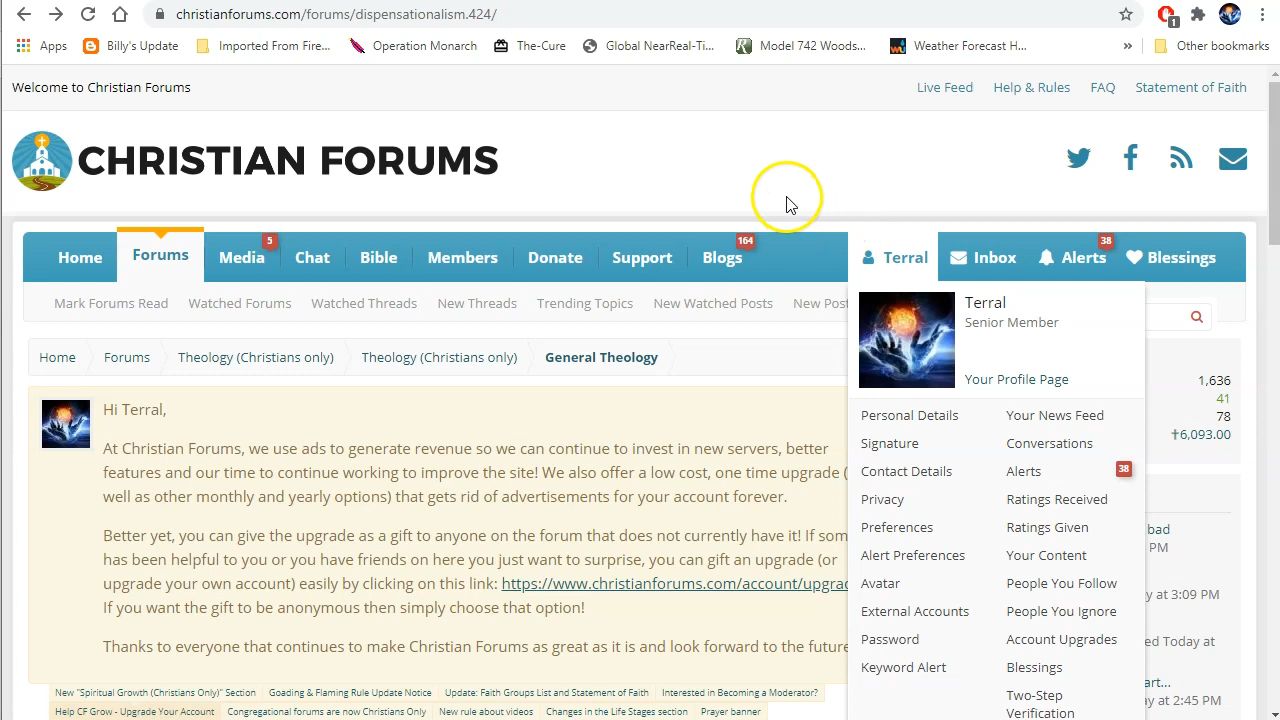 christianforums.com/forums/dispensationalism.424/
1
Apps
Billy's Update
Imported From Fire...
Operation Monarch
The-Cure
Global NearReal-Ti...
Model 742 Woods...
Weather Forecast H...
»
Other bookmarks
Welcome to Christian Forums
Live Feed
Help & Rules
FAQ
Statement of Faith
CHRISTIAN FORUMS
Home
Forums
Media
5
Chat
Bible
Members
Donate
Support
Blogs
164
Terral
Inbox
Alerts
38
Blessings
Mark Forums Read
Watched Forums
Watched Threads
New Threads
Trending Topics
New Watched Posts
New Post
Home
Forums
Theology (Christians only)
Theology (Christians only)
General Theology
Hi Terral,
At Christian Forums, we use ads to generate revenue so we can continue to invest in new servers, better
features and our time to continue working to improve the site! We also offer a low cost, one time upgrade (
well as other monthly and yearly options) that gets rid of advertisements for your account forever.
Better yet, you can give the upgrade as a gift to anyone on the forum that does not currently have it! If som
has been helpful to you or you have friends on here you just want to surprise, you can gift an upgrade (or
upgrade your own account) easily by clicking on this link: https://www.christianforums.com/account/upgrad
If you want the gift to be anonymous then simply choose that option!
Thanks to everyone that continues to make Christian Forums as great as it is and look forward to the future
New "Spiritual Growth (Christians Only)" Section
Goading & Flaming Rule Update Notice
Update: Faith Groups List and Statement of Faith
Interested in Becoming a Moderator?
Help CF Grow - Upgrade Your Account
Congregational forums are now Christians Only
New rule about videos
Changes in the Life Stages section
Prayer banner
Terral
Senior Member
Your Profile Page
Personal Details
Signature
Contact Details
Privacy
Preferences
Alert Preferences
Avatar
External Accounts
Password
Keyword Alert
Your News Feed
Conversations
Alerts
38
Ratings Received
Ratings Given
Your Content
People You Follow
People You Ignore
Account Upgrades
Blessings
Two-Step
Verification
1,636
41
78
✝6,093.00
bad
PM
y at 3:09 PM
ed Today at
art...
y at 2:45 PM